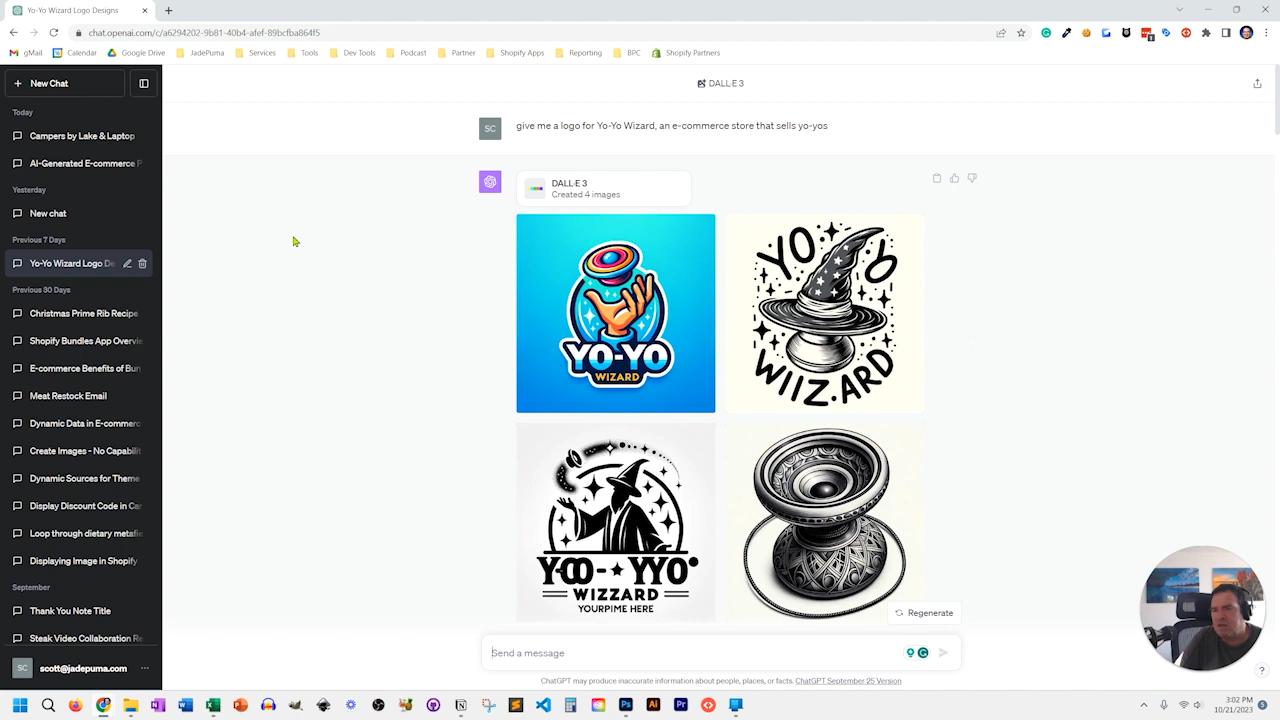 Yo-Yo Wizard Logo Designs
chat.openai.com/c/a6294202-9b81-40b4-afef-89bcfba864f5
gMail
Calendar
Google Drive
JadePuma
Services
Tools
Dev Tools
Podcast
Partner
Shopify Apps
Reporting
BPC
Shopify Partners
New Chat
DALL·E 3
Today
Campers by Lake & Laptop
AI-Generated E-commerce P
Yesterday
New chat
Previous 7 Days
Yo-Yo Wizard Logo De
Previous 30 Days
Christmas Prime Rib Recipe
Shopify Bundles App Overvie
E-commerce Benefits of Bun
Meat Restock Email
Dynamic Data in E-commerc
Create Images - No Capabilit
Dynamic Sources for Theme
Display Discount Code in Car
Loop through dietary metafie
Displaying Image in Shopify
September
Thank You Note Title
Steak Video Collaboration Re
SC
scott@jadepuma.com
SC
give me a logo for Yo-Yo Wizard, an e-commerce store that sells yo-yos
DALL·E 3
Created 4 images
YO-YO
WIZARD
YO
YO
WIIZ.ARD
YOO-YYO
WIZZARD
YOURPIME HERE
Regenerate
Send a message
ChatGPT may produce inaccurate information about people, places, or facts. ChatGPT September 25 Version
3:02 PM
10/21/2023